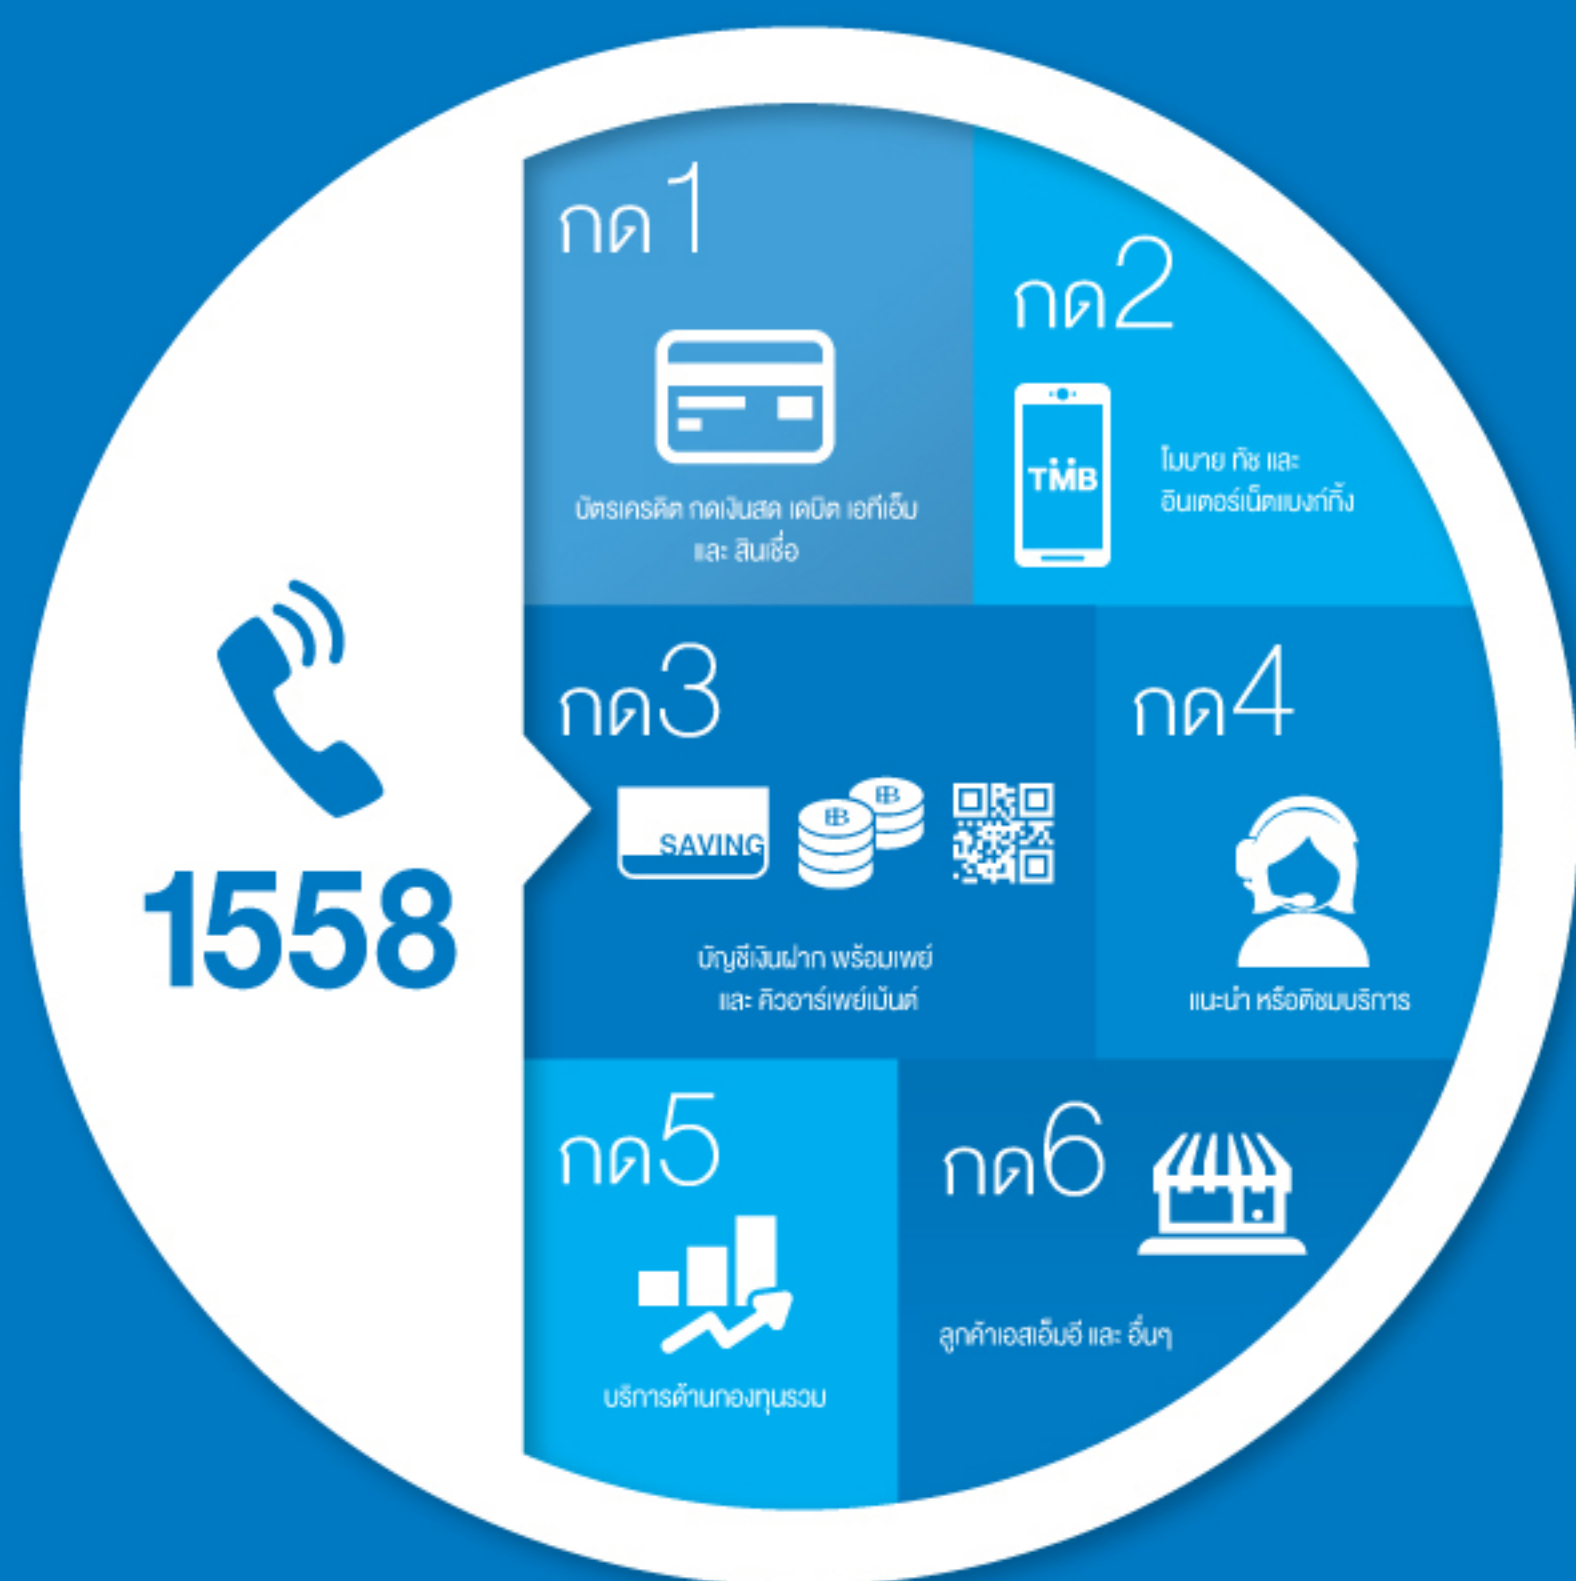 1558
กด1
บัตรเครดิต กดเงินสด เดบิต เอทีเอ็ม
และ สินเชื่อ
กด2
TMB
โมบาย ทัช และ
อินเตอร์เน็ตแบงก์กิ้ง
กด3
SAVING
บัญชีเงินฝาก พร้อมเพย์
และ คิวอาร์เพย์เม้นต์
กด4
แนะนำ หรือติชมบริการ
กด5
บริการด้านกองทุนรวม
กด6
ลูกค้าเอสเอ็มอี และ อื่นๆ